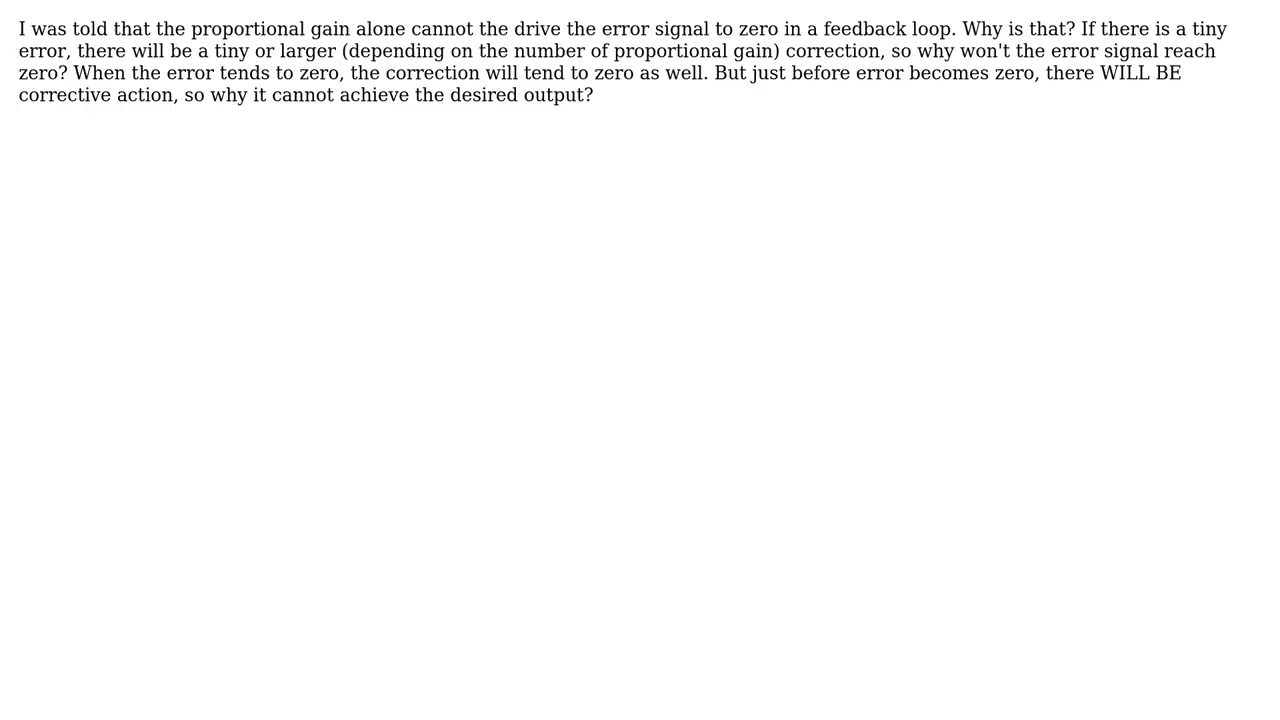 I was told that the proportional gain alone cannot the drive the error signal to zero in a feedback loop. Why is that? If there is a tiny
error, there will be a tiny or larger (depending on the number of proportional gain) correction, so why won't the error signal reach
zero? When the error tends to zero, the correction will tend to zero as well. But just before error becomes zero, there WILL BE
corrective action, so why it cannot achieve the desired output?